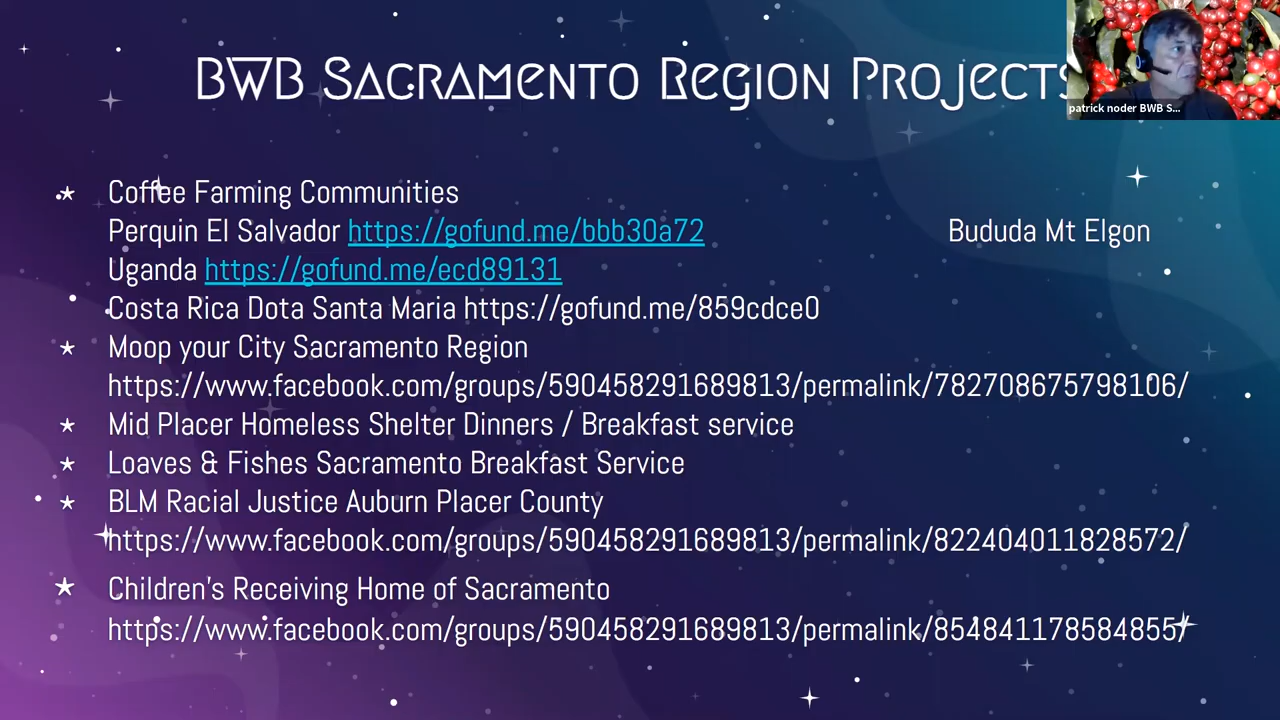 BWB Sacramento Region Projects
patrick noder BWB S...
Coffee Farming Communities
Perquin El Salvador https://gofund.me/bbb30a72 Bududa Mt Elgon
Uganda https://gofund.me/ecd89131
Costa Rica Dota Santa Maria https://gofund.me/859cdce0
Moop your City Sacramento Region
https://www.facebook.com/groups/590458291689813/permalink/782708675798106/
Mid Placer Homeless Shelter Dinners / Breakfast service
Loaves & Fishes Sacramento Breakfast Service
BLM Racial Justice Auburn Placer County
https://www.facebook.com/groups/590458291689813/permalink/822404011828572/
Children's Receiving Home of Sacramento
https://www.facebook.com/groups/590458291689813/permalink/854841178584855/